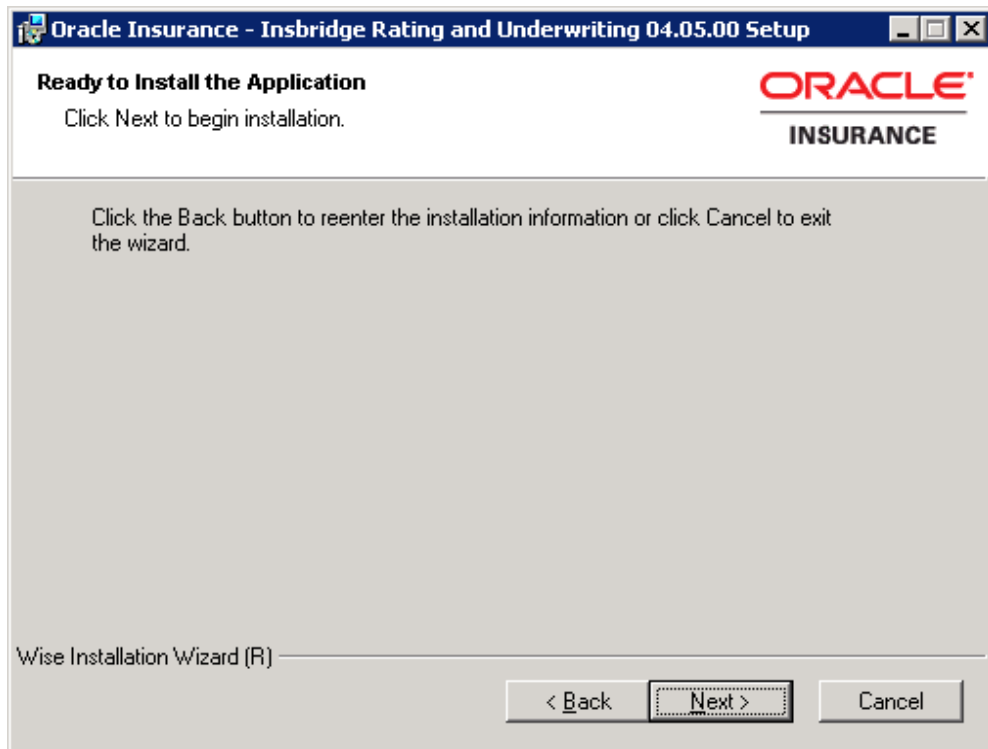 Oracle Insurance - Insbridge Rating and Underwriting 04.05.00 Setup
Ready to Install the Application
Click Next to begin installation.
ORACLE
INSURANCE
Click the Back button to reenter the installation information or click Cancel to exit
the wizard.
Wise Installation Wizard (R)
< Back Next > Cancel